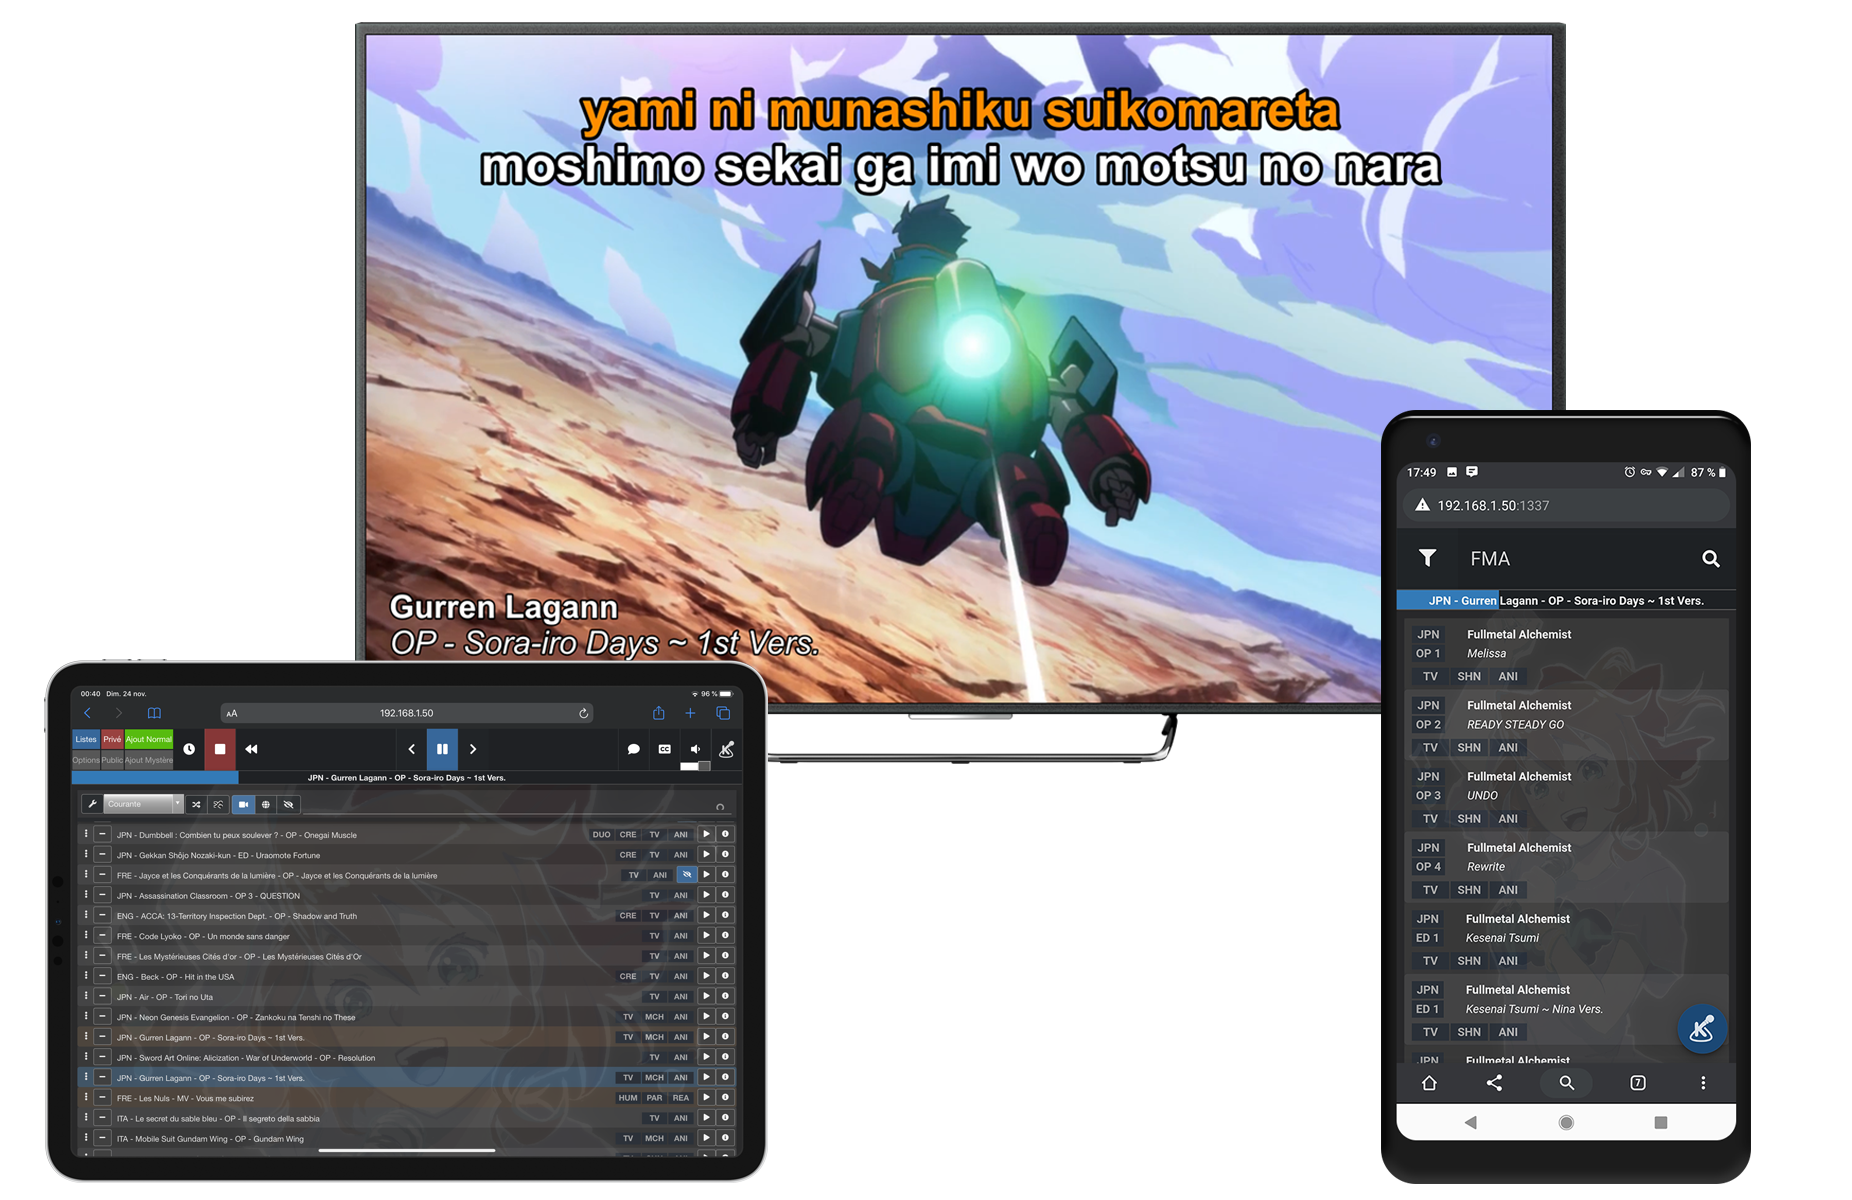 yami ni munashiku suikomareta
moshimo sekai ga imi wo motsu no nara
Gurren Lagann
OP - Sora-iro Days ~ 1st Vers.
00:40 Dim. 24 nov.
96 %
AA
192.168.1.50
Listes Privé Ajout Normal
Options Public Ajout Mystère
CC
JPN - Gurren Lagann - OP - Sora-iro Days ~ 1st Vers.
Courante
JPN - Dumbbell : Combien tu peux soulever ? - OP - Onegai Muscle DUO CRE TV ANI
JPN - Gekkan Shôjo Nozaki-kun - ED - Uraomote Fortune CRE TV ANI
FRE - Jayce et les Conquérants de la lumière - OP - Jayce et les Conquérants de la lumière TV ANI
JPN - Assassination Classroom - OP 3 - QUESTION TV ANI
ENG - ACCA: 13-Territory Inspection Dept. - OP - Shadow and Truth CRE TV ANI
FRE - Code Lyoko - OP - Un monde sans danger TV ANI
FRE - Les Mystérieuses Cités d'or - OP - Les Mystérieuses Cités d'Or TV ANI
ENG - Beck - OP - Hit in the USA CRE TV ANI
JPN - Air - OP - Tori no Uta TV ANI
JPN - Neon Genesis Evangelion - OP - Zankoku na Tenshi no These TV MCH ANI
JPN - Gurren Lagann - OP - Sora-iro Days ~ 1st Vers. TV MCH ANI
JPN - Sword Art Online: Alicization - War of Underworld - OP - Resolution TV ANI
JPN - Gurren Lagann - OP - Sora-iro Days ~ 1st Vers. TV MCH ANI
FRE - Les Nuls - MV - Vous me subirez HUM PAR REA
ITA - Le secret du sable bleu - OP - Il segreto della sabbia TV ANI
ITA - Mobile Suit Gundam Wing - OP - Gundam Wing TV MCH ANI
17:49
87 %
192.168.1.50:1337
FMA
JPN - Gurren Lagann - OP - Sora-iro Days ~ 1st Vers.
JPN Fullmetal Alchemist
OP 1 Melissa
TV SHN ANI
JPN Fullmetal Alchemist
OP 2 READY STEADY GO
TV SHN ANI
JPN Fullmetal Alchemist
OP 3 UNDO
TV SHN ANI
JPN Fullmetal Alchemist
OP 4 Rewrite
TV SHN ANI
JPN Fullmetal Alchemist
ED 1 Kesenai Tsumi
TV SHN ANI
JPN Fullmetal Alchemist
ED 1 Kesenai Tsumi ~ Nina Vers.
TV SHN ANI
JPN Fullmetal Alchemist
7